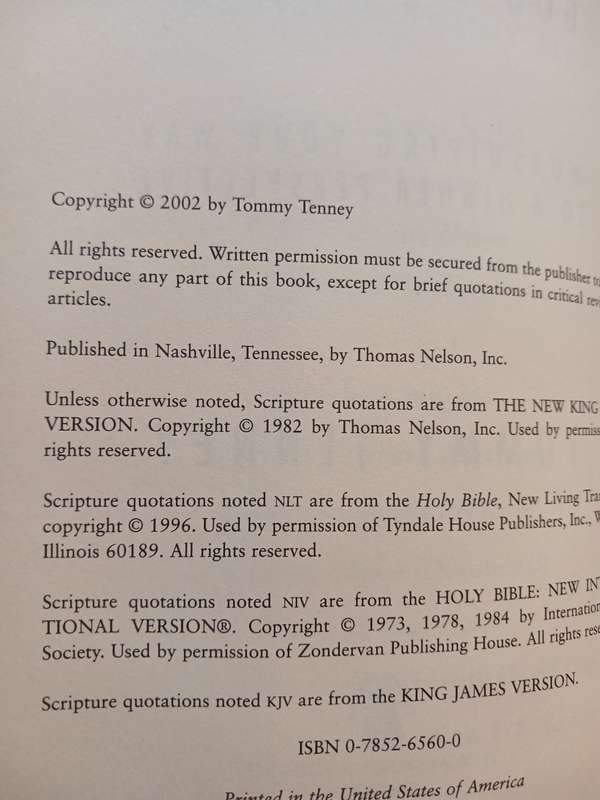 Copyright © 2002 by Tommy Tenney
All rights reserved. Written permission must be secured from the publisher to
reproduce any part of this book, except for brief quotations in critical
articles.
Published in Nashville, Tennessee, by Thomas Nelson, Inc.
Unless otherwise noted, Scripture quotations are from THE NEW KING
VERSION. Copyright © 1982 by Thomas Nelson, Inc. Used by
rights reserved.
Scripture quotations noted NLT are from the Holy Bible, New Living
copyright © 1996. Used by permission of Tyndale House Publishers, Inc.,
Illinois 60189. All rights reserved.
Scripture quotations noted NIV are from the HOLY BIBLE: NEW
TIONAL VERSION®. Copyright © 1973, 1978, 1984 by
Society. Used by permission of Zondervan Publishing House. All rights
Scripture quotations noted KJV are from the KING JAMES VERSION.
ISBN 0-7852-6560-0
Printed in the United States of America